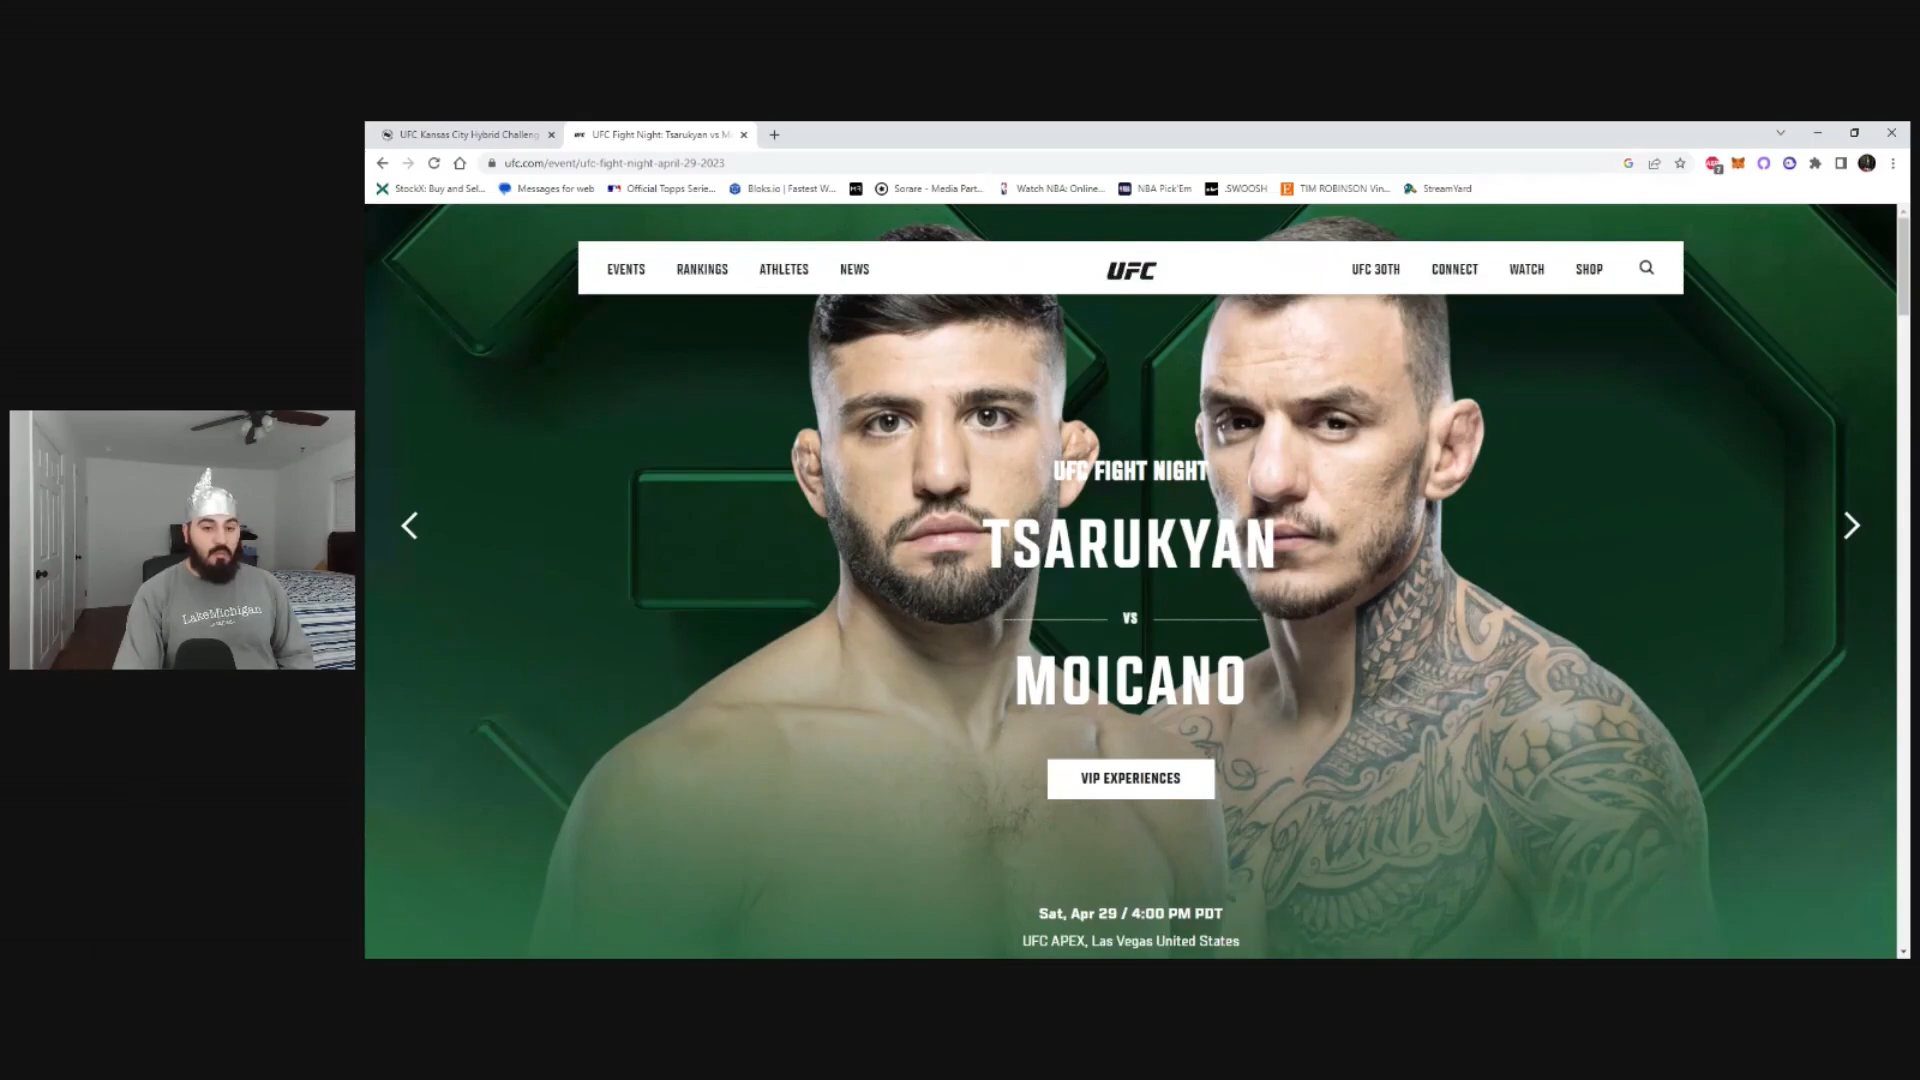 UFC Kansas City Hybrid Challeng
UFC Fight Night: Tsarukyan vs M
ufc.com/event/ufc-fight-night-april-29-2023
StockX: Buy and Sel...
Messages for web
Official Topps Serie...
Bloks.io | Fastest W...
Sorare - Media Part...
Watch NBA: Online...
NBA Pick'Em
.SWOOSH
TIM ROBINSON Vin...
StreamYard
EVENTS
RANKINGS
ATHLETES
NEWS
UFC
UFC 30TH
CONNECT
WATCH
SHOP
UFC FIGHT NIGHT
TSARUKYAN
VS
MOICANO
VIP EXPERIENCES
Sat, Apr 29 / 4:00 PM PDT
UFC APEX, Las Vegas United States
LakeMichigan